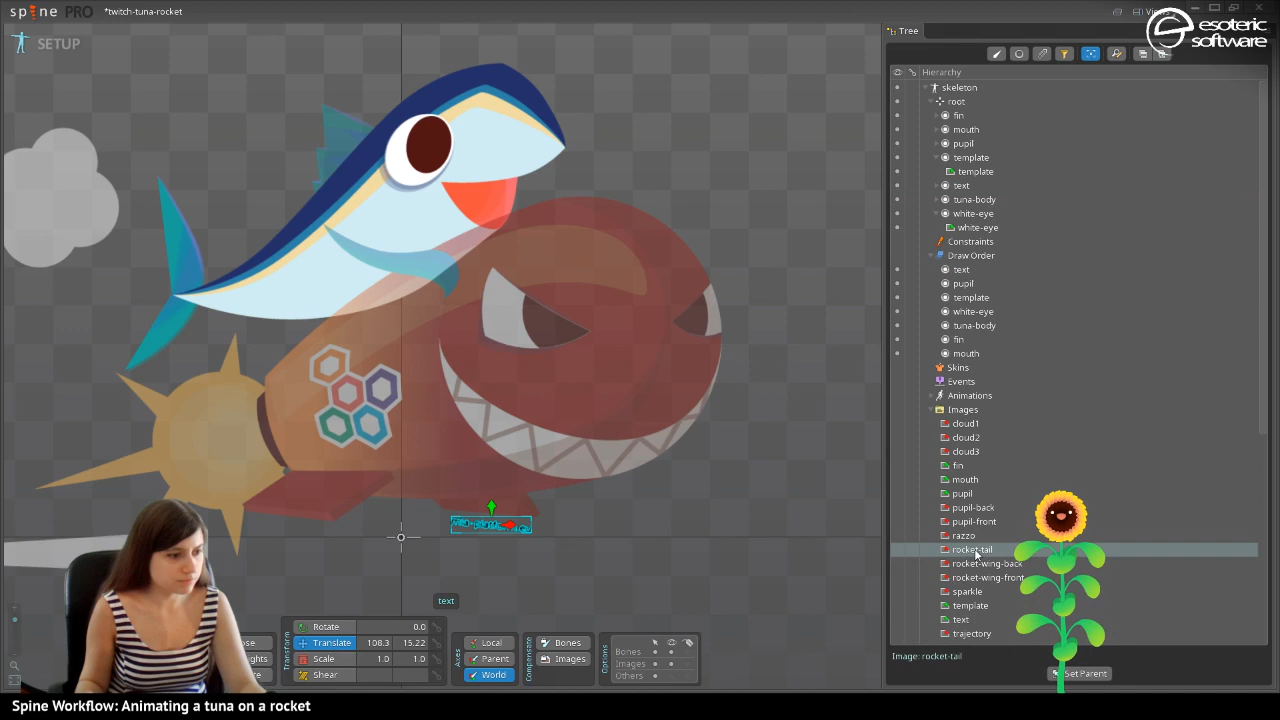 spine PRO
*twitch-tuna-rocket
Views
esoteric
software
SETUP
Tree
Hierarchy
skeleton
root
fin
mouth
pupil
template
template
text
tuna-body
white-eye
white-eye
Constraints
Draw Order
text
pupil
template
white-eye
tuna-body
fin
mouth
Skins
Events
Animations
Images
cloud1
cloud2
cloud3
fin
mouth
pupil
pupil-back
pupil-front
razzo
rocket-tail
rocket-wing-back
rocket-wing-front
sparkle
template
text
trajectory
Image: rocket-tail
Set Parent
text
Transform
Rotate 0.0
Translate 108.3 15.22
Scale 1.0 1.0
Shear
Axes
Local
Parent
World
Compensate
Bones
Images
Options
Bones:
Images:
Others:
Spine Workflow: Animating a tuna on a rocket